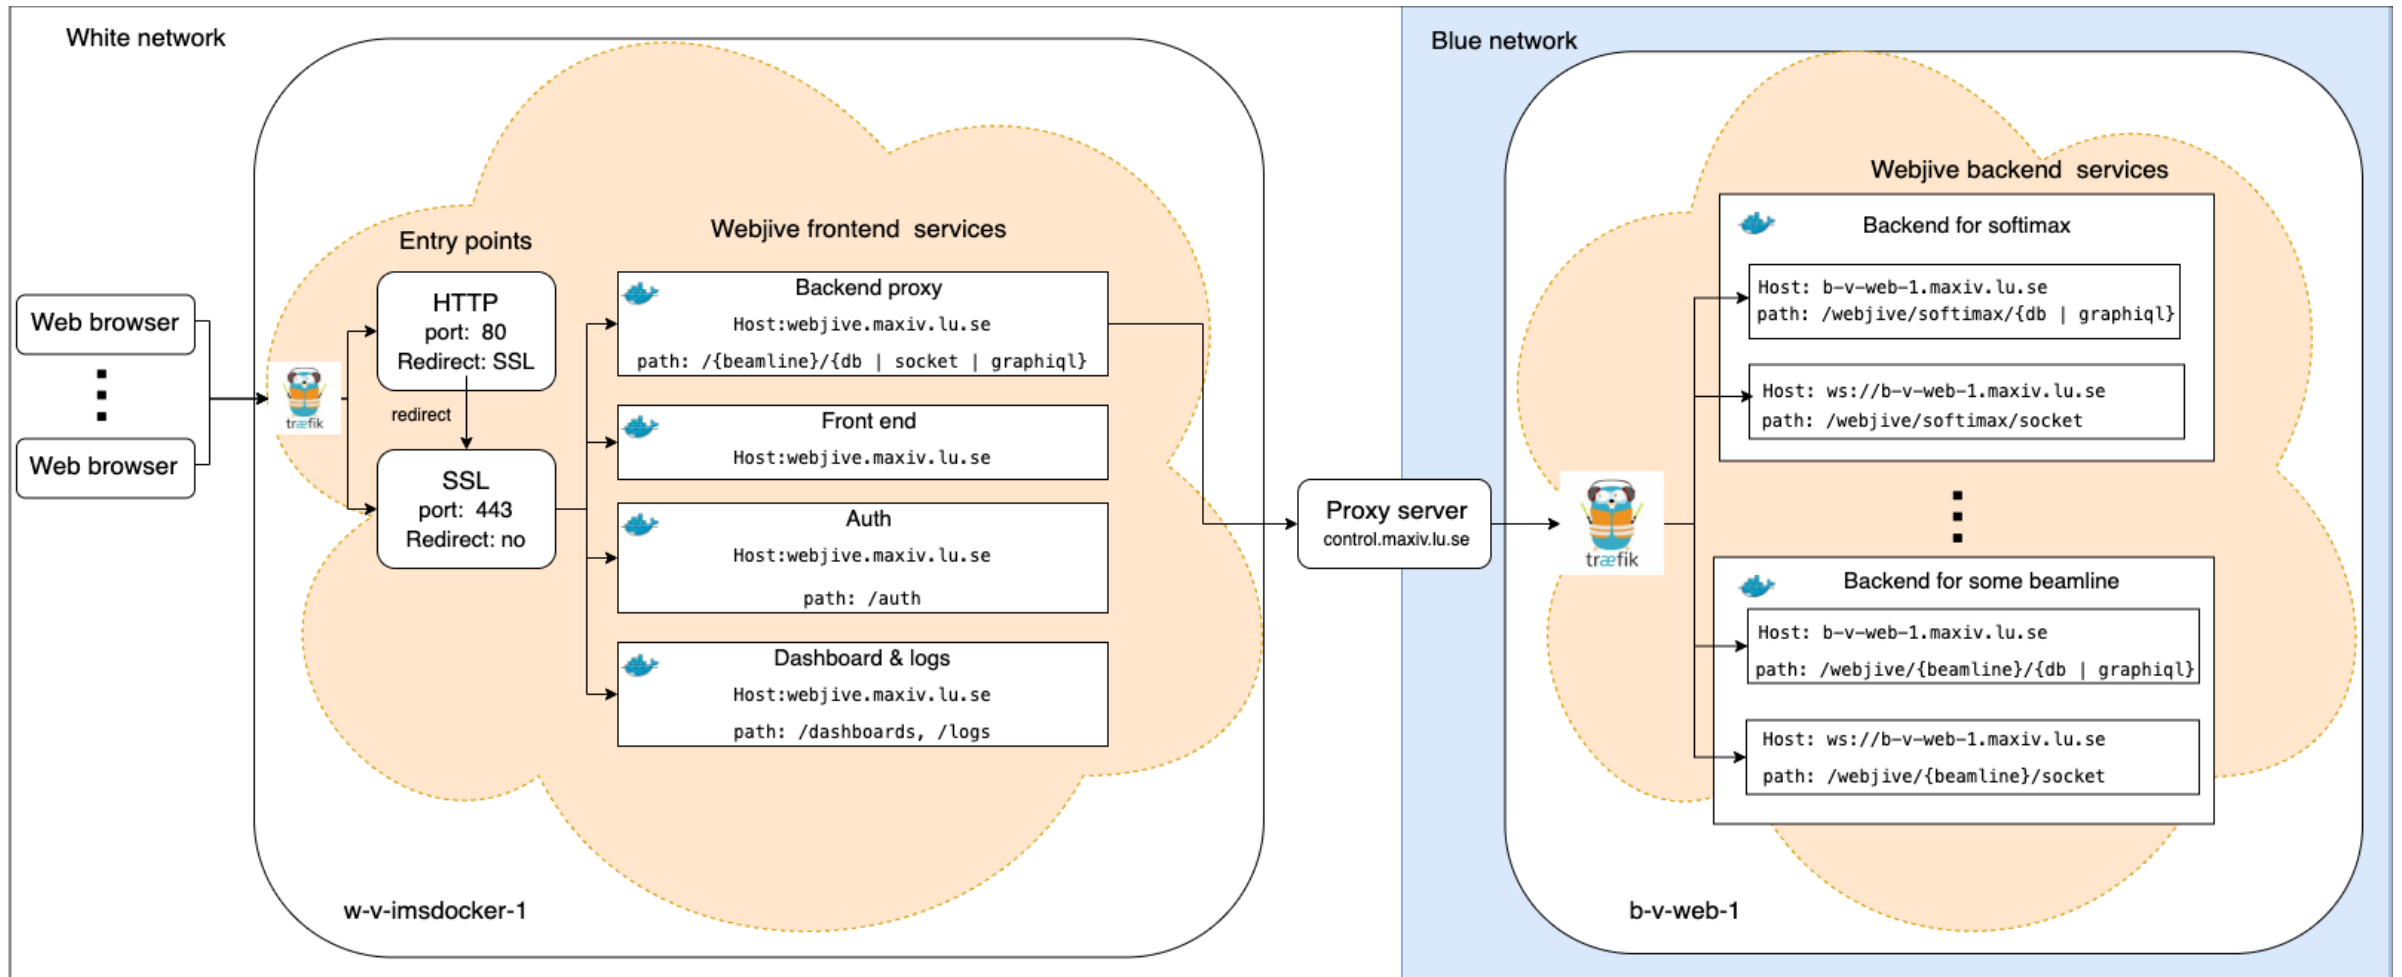 White network
Web browser
Web browser
træfik
Entry points
HTTP
port: 80
Redirect: SSL
redirect
SSL
port: 443
Redirect: no
Webjive frontend services
Backend proxy
Host:webjive.maxiv.lu.se
path: /{beamline}/{db | socket | graphiql}
Front end
Host:webjive.maxiv.lu.se
Auth
Host:webjive.maxiv.lu.se
path: /auth
Dashboard & logs
Host:webjive.maxiv.lu.se
path: /dashboards, /logs
w-v-imsdocker-1
Proxy server
control.maxiv.lu.se
Blue network
træfik
Webjive backend services
Backend for softimax
Host: b-v-web-1.maxiv.lu.se
path: /webjive/softimax/{db | graphiql}
Host: ws://b-v-web-1.maxiv.lu.se
path: /webjive/softimax/socket
Backend for some beamline
Host: b-v-web-1.maxiv.lu.se
path: /webjive/{beamline}/{db | graphiql}
Host: ws://b-v-web-1.maxiv.lu.se
path: /webjive/{beamline}/socket
b-v-web-1